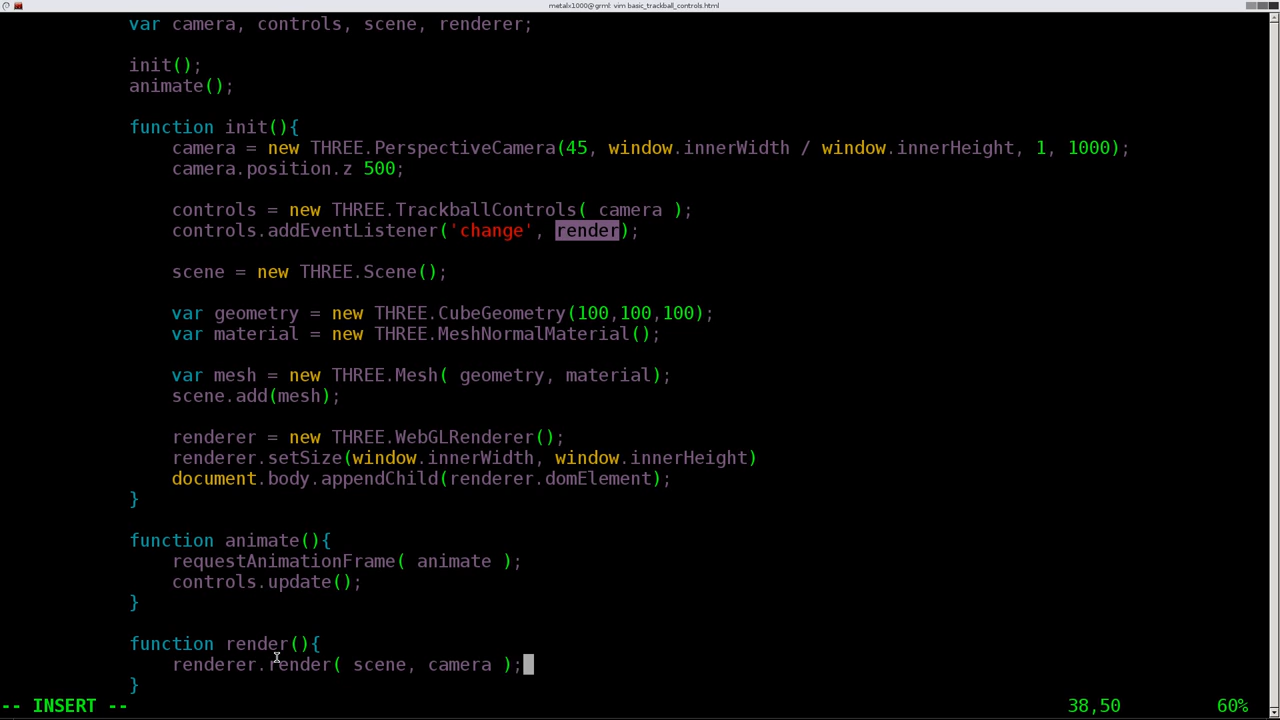 metalx1000@grml: vim basic_trackball_controls.html
var camera, controls, scene, renderer;
init();
animate();
function init(){
camera = new THREE.PerspectiveCamera(45, window.innerWidth / window.innerHeight, 1, 1000);
camera.position.z 500;
controls = new THREE.TrackballControls( camera );
controls.addEventListener('change', render);
scene = new THREE.Scene();
var geometry = new THREE.CubeGeometry(100,100,100);
var material = new THREE.MeshNormalMaterial();
var mesh = new THREE.Mesh( geometry, material);
scene.add(mesh);
renderer = new THREE.WebGLRenderer();
renderer.setSize(window.innerWidth, window.innerHeight)
document.body.appendChild(renderer.domElement);
}
function animate(){
requestAnimationFrame( animate );
controls.update();
}
function render(){
renderer.render( scene, camera );
}
-- INSERT -- 38,50 60%